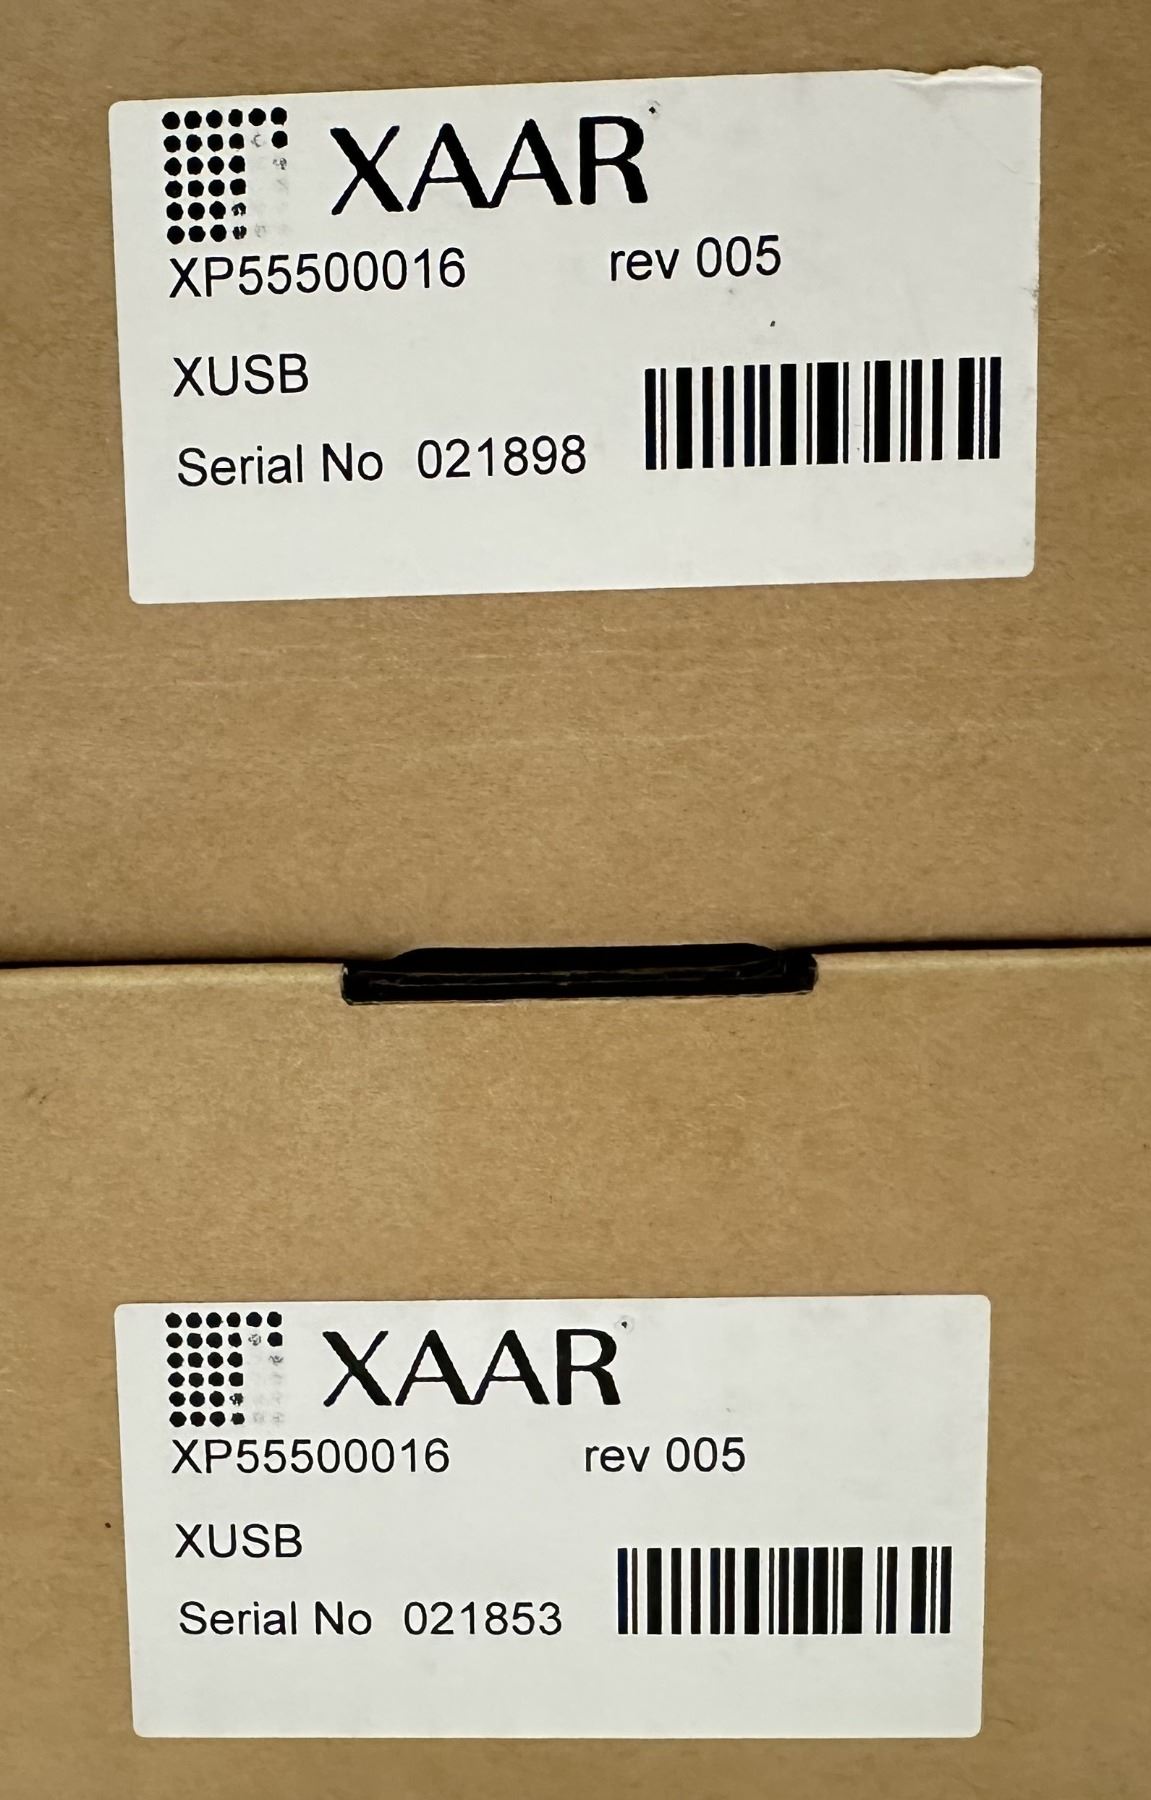 XAAR
XP55500016 rev 005
XUSB
Serial No 021898
XAAR
XP55500016 rev 005
XUSB
Serial No 021853